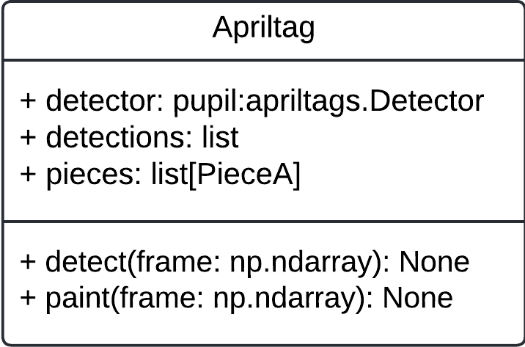 Apriltag
+ detector: pupil:apriltags.Detector
+ detections: list
+ pieces: list[PieceA]
+ detect(frame: np.ndarray): None
+ paint(frame: np.ndarray): None